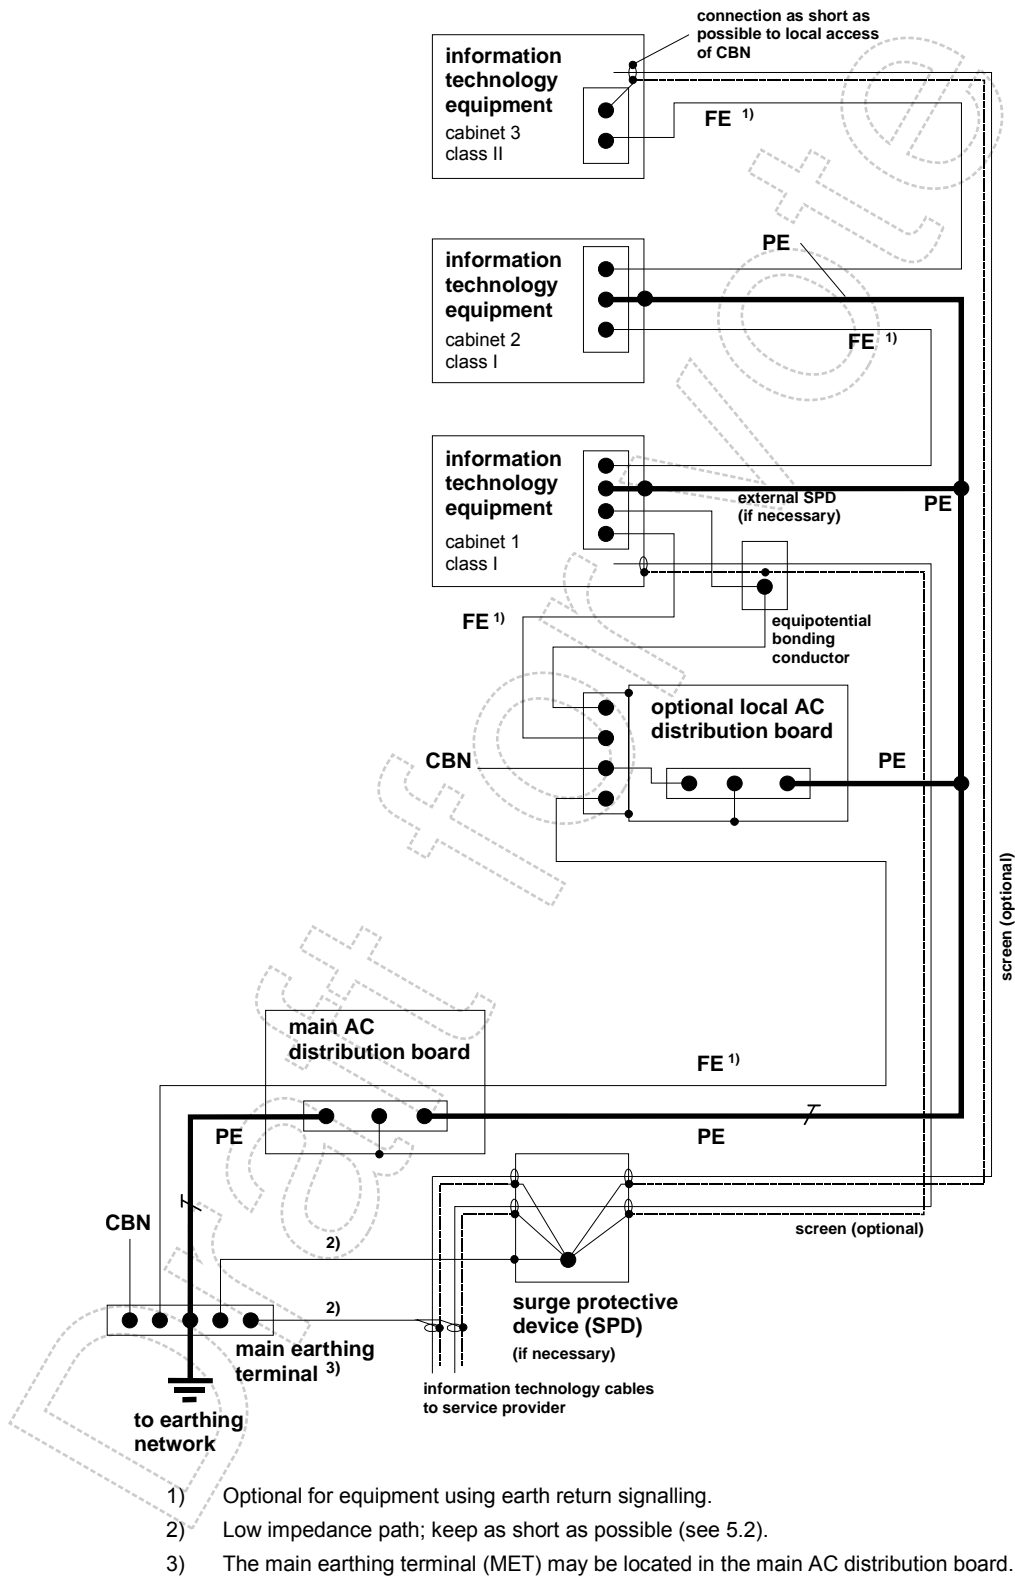 connection as short as
possible to local access
of CBN
information
technology
equipment
cabinet 3
class II
FE 1)
information
technology
equipment
cabinet 2
class I
PE
FE 1)
information
technology
equipment
cabinet 1
class I
external SPD
(if necessary)
PE
FE 1)
equipotential
bonding
conductor
optional local AC
distribution board
CBN
PE
screen (optional)
main AC
distribution board
FE 1)
PE
PE
CBN
2)
screen (optional)
2)
surge protective
device (SPD)
(if necessary)
main earthing
terminal 3)
information technology cables
to service provider
to earthing
network
1) Optional for equipment using earth return signalling.
2) Low impedance path; keep as short as possible (see 5.2).
3) The main earthing terminal (MET) may be located in the main AC distribution board.
Draft for vote